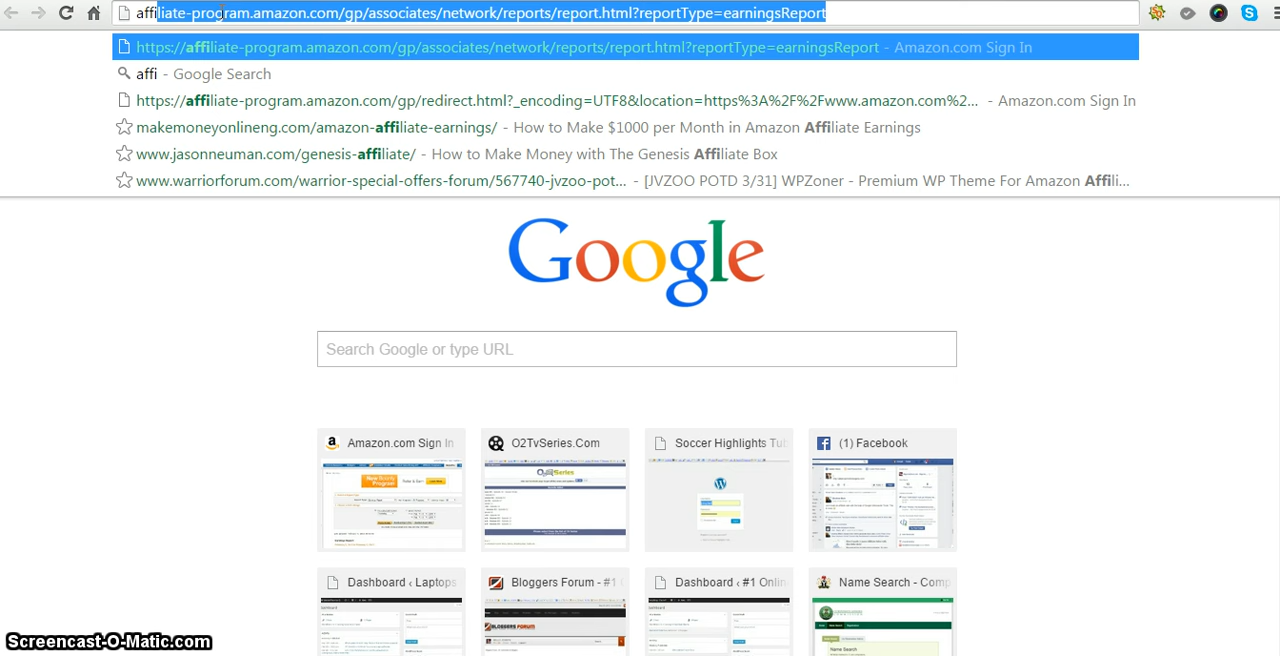 affiliate-program.amazon.com/gp/associates/network/reports/report.html?reportType=earningsReport
https://affiliate-program.amazon.com/gp/associates/network/reports/report.html?reportType=earningsReport - Amazon.com Sign In
affi - Google Search
https://affiliate-program.amazon.com/gp/redirect.html?_encoding=UTF8&location=https%3A%2F%2Fwww.amazon.com%2... - Amazon.com Sign In
makemoneyonlineng.com/amazon-affiliate-earnings/ - How to Make $1000 per Month in Amazon Affiliate Earnings
www.jasonneuman.com/genesis-affiliate/ - How to Make Money with The Genesis Affiliate Box
www.warriorforum.com/warrior-special-offers-forum/567740-jvzoo-pot... - [JVZOO POTD 3/31] WPZoner - Premium WP Theme For Amazon Affili...
Google
Search Google or type URL
Amazon.com Sign In
O2TvSeries.Com
Soccer Highlights Tub
(1) Facebook
Dashboard ‹ Laptops
Bloggers Forum - #1
Dashboard ‹ #1 Onlin
Name Search - Comp
BLOGGERS FORUM
Name Search
Screencast-O-Matic.com